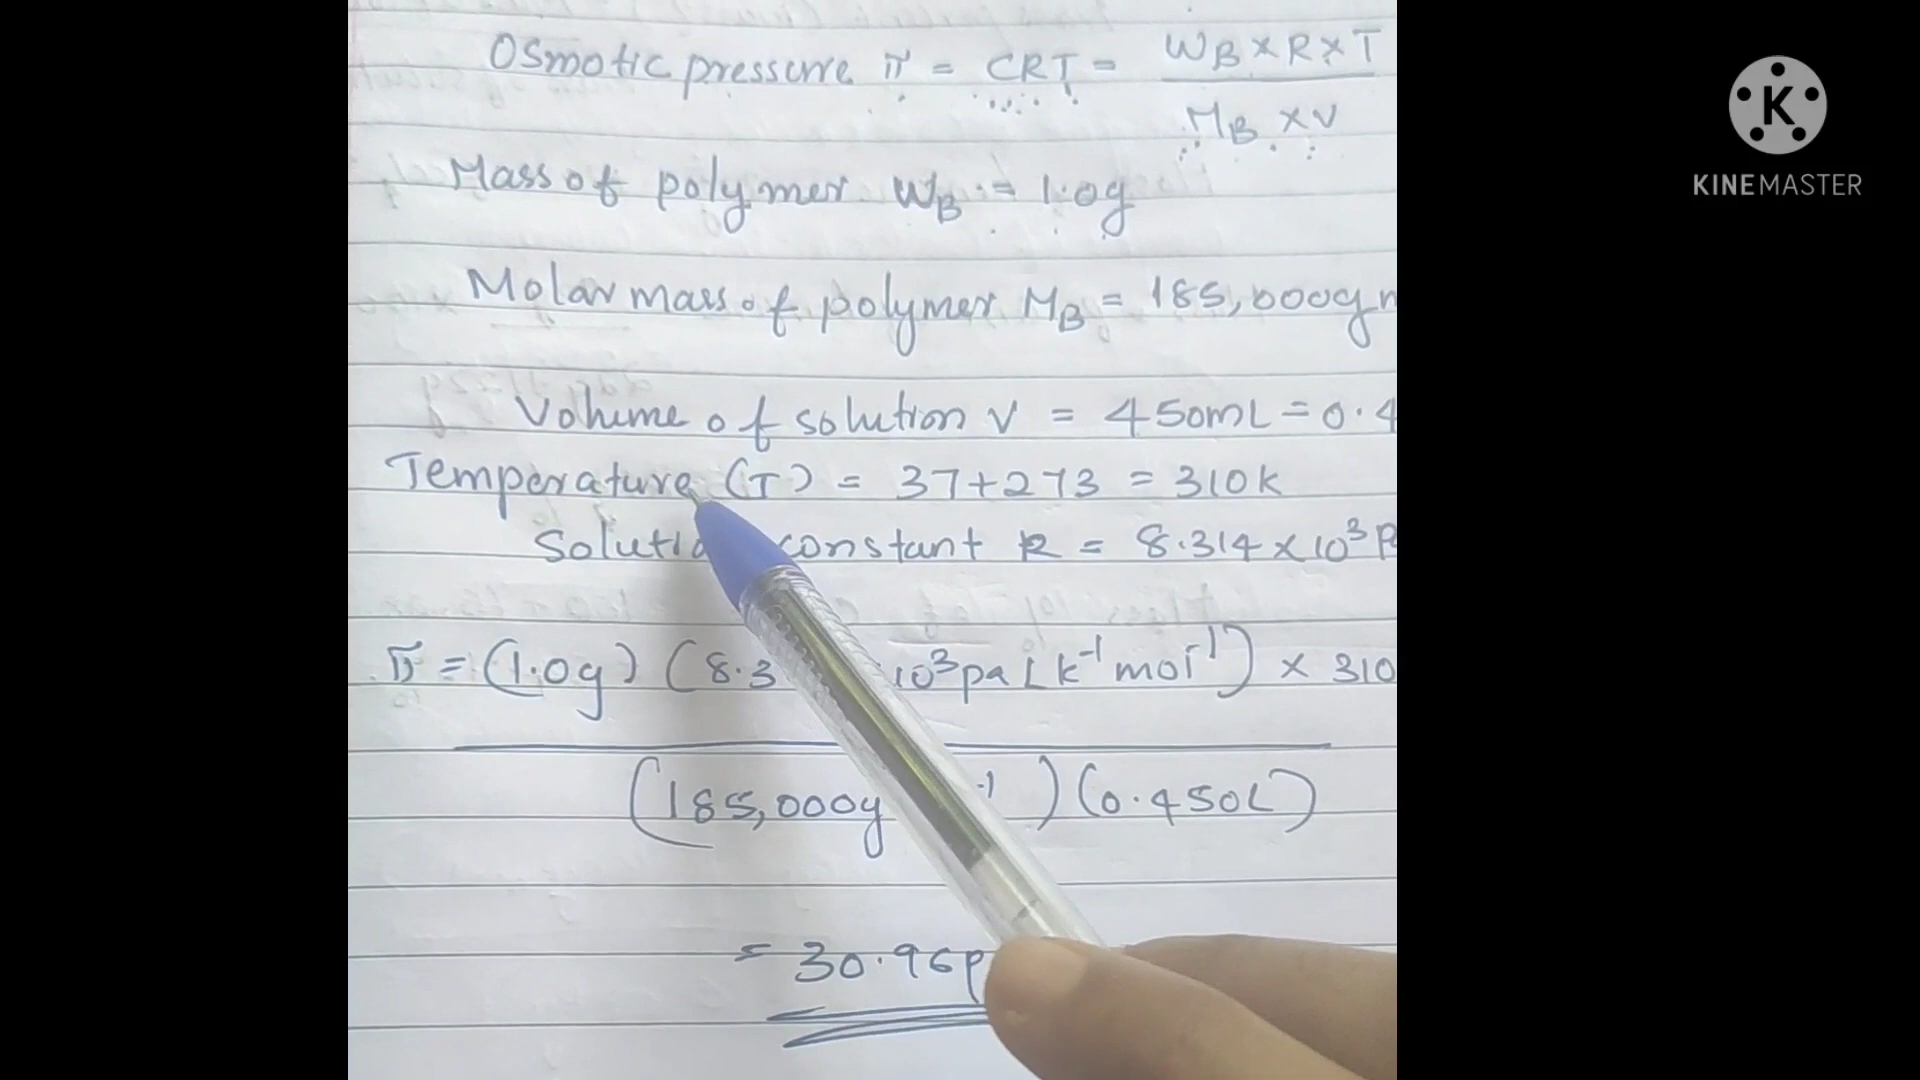 Osmotic pressure π = CRT = WB × R × T
MB × V
Mass of polymer WB = 1.0g
Molar mass of polymer MB = 185,000g
Volume of solution V = 450mL = 0.4
Temperature (T) = 37+273 = 310K
constant R = 8.314 × 10³ P
π = (1.0g) (8.3 10³pa L k⁻¹ mol⁻¹) × 310
(185,000g ⁻¹) (0.450L)
= 30.96p
K
KINEMASTER